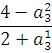 4 − a₃²
2 + a₁²